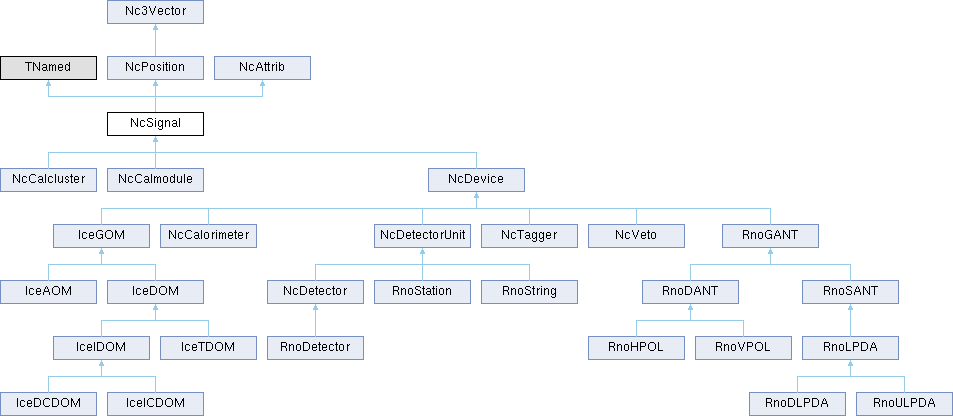 Nc3Vector
TNamed
NcPosition
NcAttrib
NcSignal
NcCalcluster
NcCalmodule
NcDevice
IceGOM
NcCalorimeter
NcDetectorUnit
NcTagger
NcVeto
RnoGANT
IceAOM
IceDOM
NcDetector
RnoStation
RnoString
RnoDANT
RnoSANT
IceIDOM
IceTDOM
RnoDetector
RnoHPOL
RnoVPOL
RnoLPDA
IceDCDOM
IceICDOM
RnoDLPDA
RnoULPDA